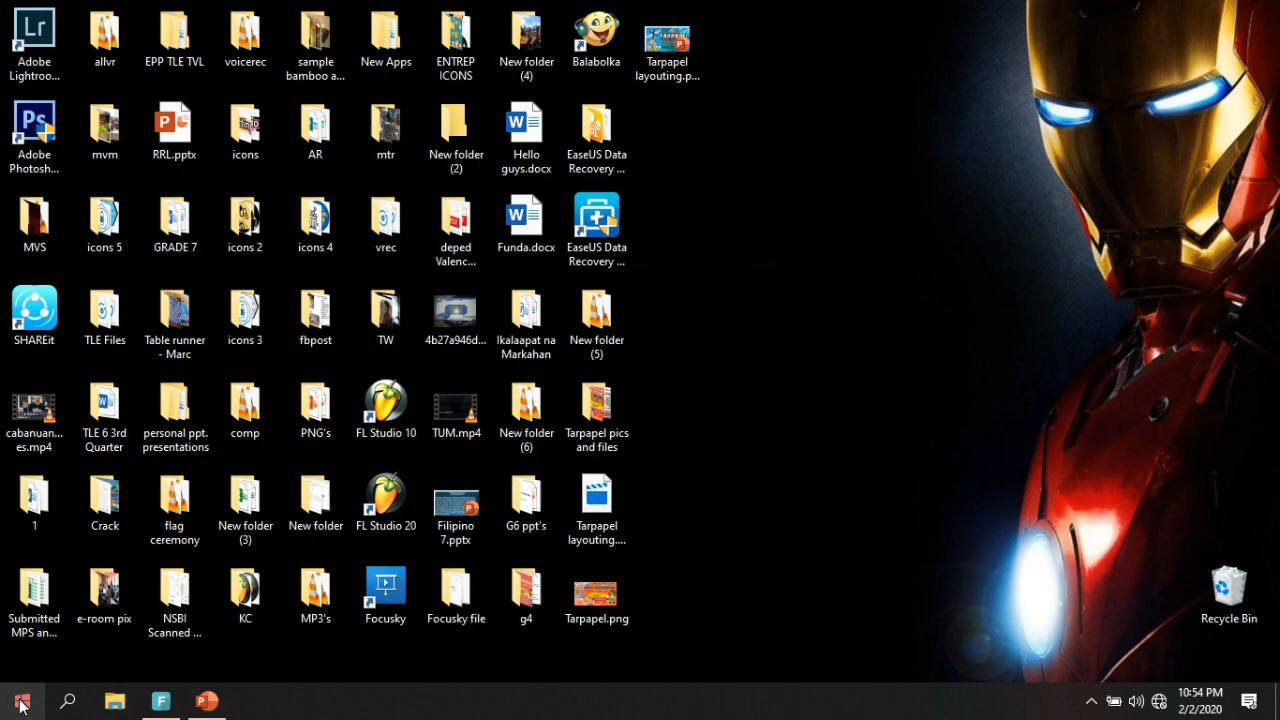 Lr
Adobe
Lightroo...
allvr
EPP TLE TVL
voicerec
sample
bamboo a...
New Apps
ENTREP
ICONS
New folder
(4)
Balabolka
Tarpapel
layouting.p...
Ps
Adobe
Photosh...
mvm
RRL.pptx
icons
AR
mtr
New folder
(2)
Hello
guys.docx
EaseUS Data
Recovery ...
MVS
icons 5
GRADE 7
icons 2
icons 4
vrec
deped
Valenc...
Funda.docx
EaseUS Data
Recovery ...
SHAREit
TLE Files
Table runner
- Marc
icons 3
fbpost
TW
4b27a946d...
Ikalaapat na
Markahan
New folder
(5)
cabanuan...
es.mp4
TLE 6 3rd
Quarter
personal ppt.
presentations
comp
PNG's
FL Studio 10
TUM.mp4
New folder
(6)
Tarpapel pics
and files
1
Crack
flag
ceremony
New folder
(3)
New folder
FL Studio 20
Filipino
7.pptx
G6 ppt's
Tarpapel
layouting....
Submitted
MPS an...
e-room pix
NSBI
Scanned ...
KC
MP3's
Focusky
Focusky file
g4
Tarpapel.png
Recycle Bin
10:54 PM
2/2/2020